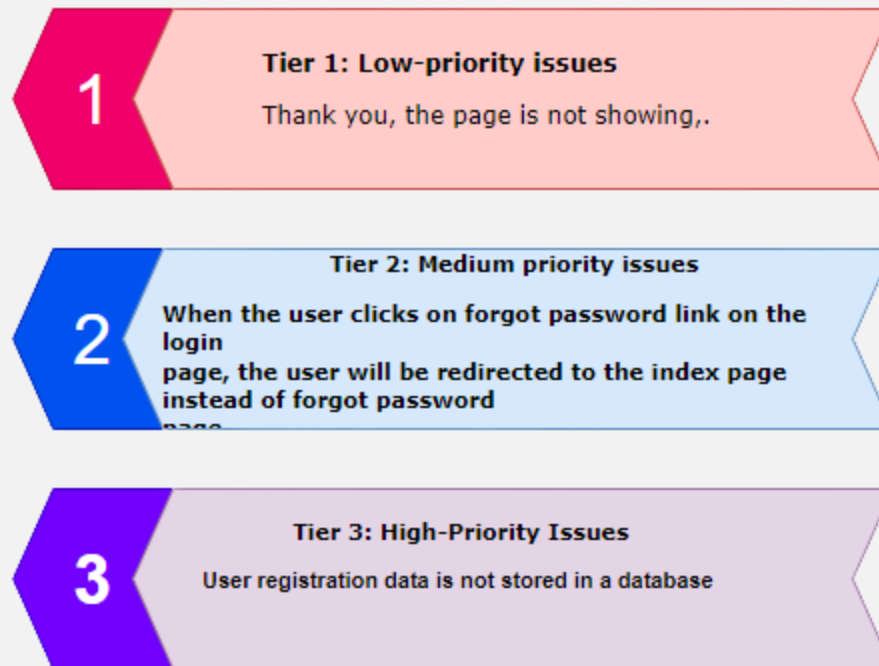 1
Tier 1: Low-priority issues
Thank you, the page is not showing,.
2
Tier 2: Medium priority issues
When the user clicks on forgot password link on the
login
page, the user will be redirected to the index page
instead of forgot password
page
3
Tier 3: High-Priority Issues
User registration data is not stored in a database